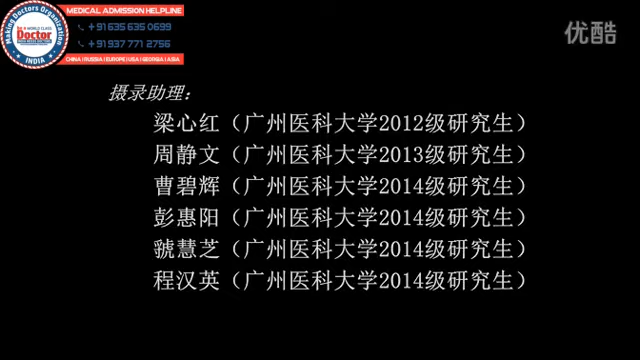 MEDICAL ADMISSION HELPLINE
+91 635 635 0699
+91 937 771 2756
CHINA | RUSSIA | EUROPE | USA | GEORGIA | ASIA
Making Doctors Organization
Doctor
INDIA
优酷
摄录助理：
梁心红（广州医科大学2012级研究生）
周静文（广州医科大学2013级研究生）
曹碧辉（广州医科大学2014级研究生）
彭惠阳（广州医科大学2014级研究生）
虢慧芝（广州医科大学2014级研究生）
程汉英（广州医科大学2014级研究生）